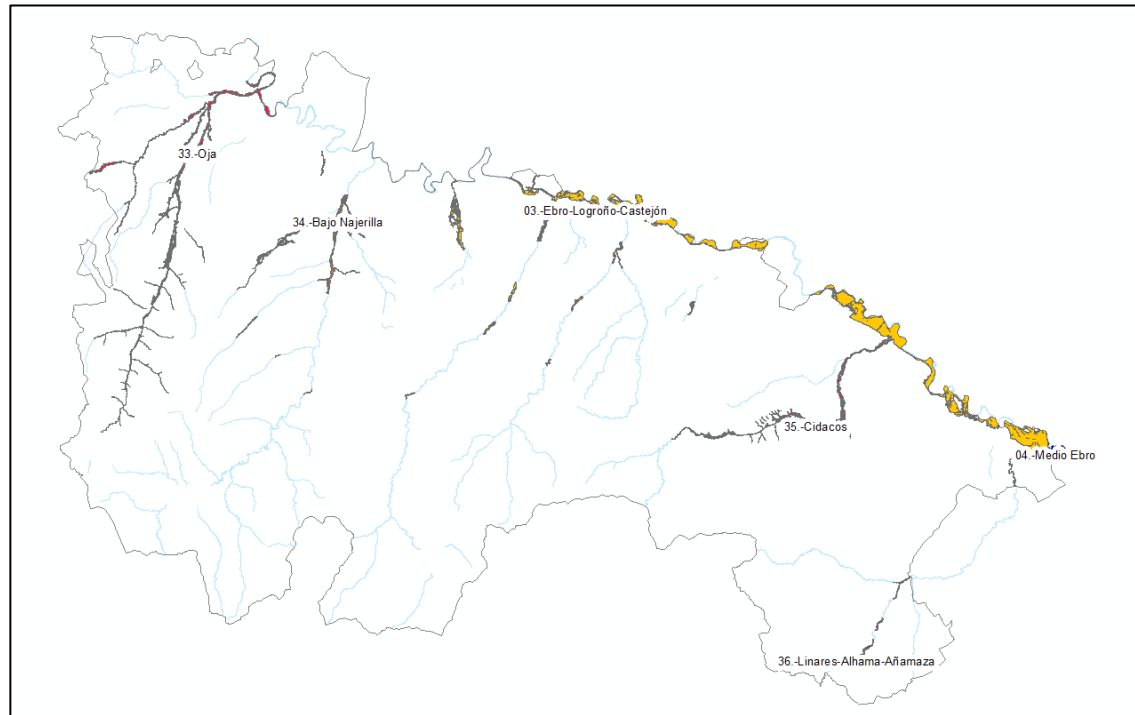 33.-Oja
34.-Bajo Najerilla
03.-Ebro-Logroño-Castejón
35.-Cidacos
04.-Medio Ebro
36.-Linares-Alhama-Añamaza